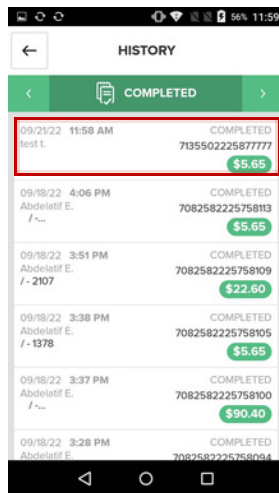 56% 11:59
HISTORY
COMPLETED
09/21/22 11:58 AM COMPLETED
test t. 7135502225877777
$5.65
09/18/22 4:06 PM COMPLETED
Abdelatif E. 7082582225758113
/ -... $5.65
09/18/22 3:51 PM COMPLETED
Abdelatif E. 7082582225758109
/ - 2107 $22.60
09/18/22 3:38 PM COMPLETED
Abdelatif E. 7082582225758105
/ - 1378 $5.65
09/18/22 3:37 PM COMPLETED
Abdelatif E. 7082582225758100
/ -... $90.40
09/18/22 3:28 PM COMPLETED
Abdelatif E. 7082582225758094